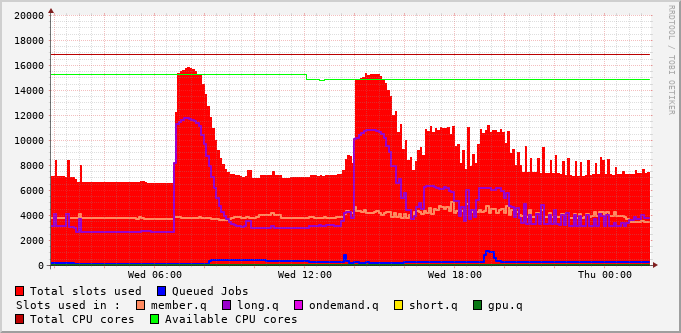 RRDTOOL / TOBI OETIKER
20000
18000
16000
14000
12000
10000
8000
6000
4000
2000
0
Wed 06:00 Wed 12:00 Wed 18:00 Thu 00:00
Total slots used Queued Jobs
Slots used in : member.q long.q ondemand.q short.q gpu.q
Total CPU cores Available CPU cores